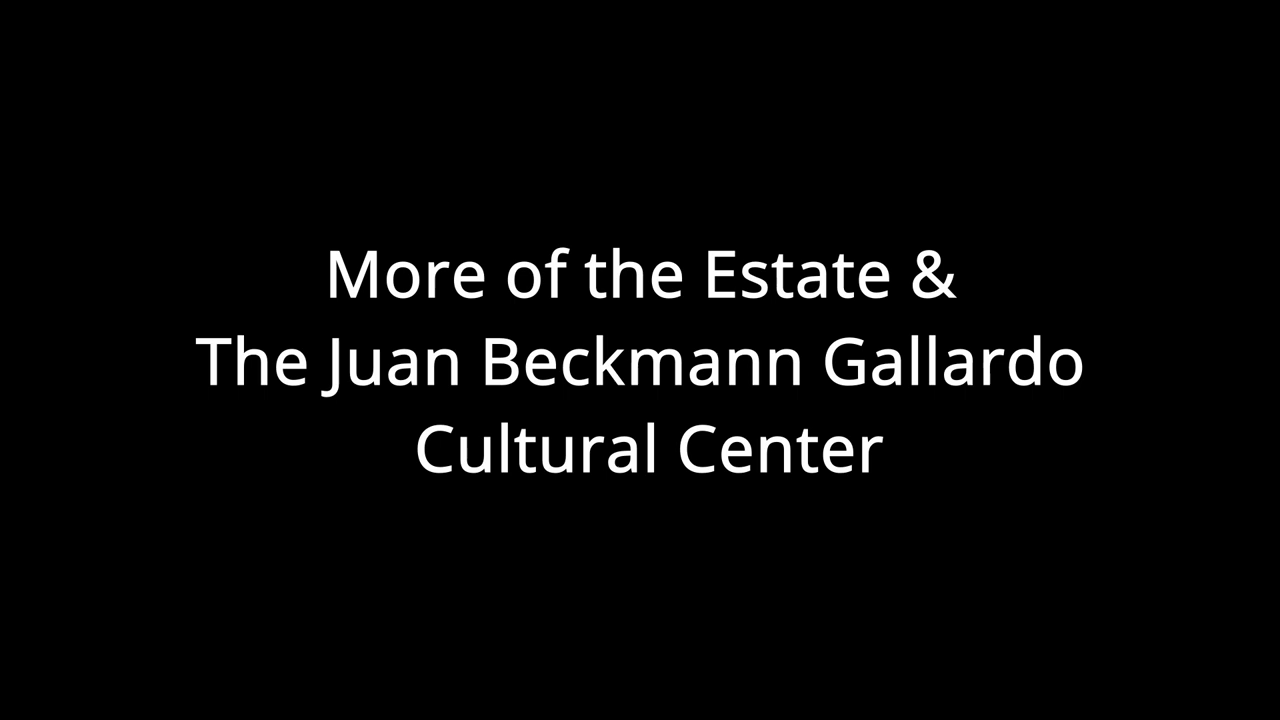 More of the Estate &
The Juan Beckmann Gallardo
Cultural Center